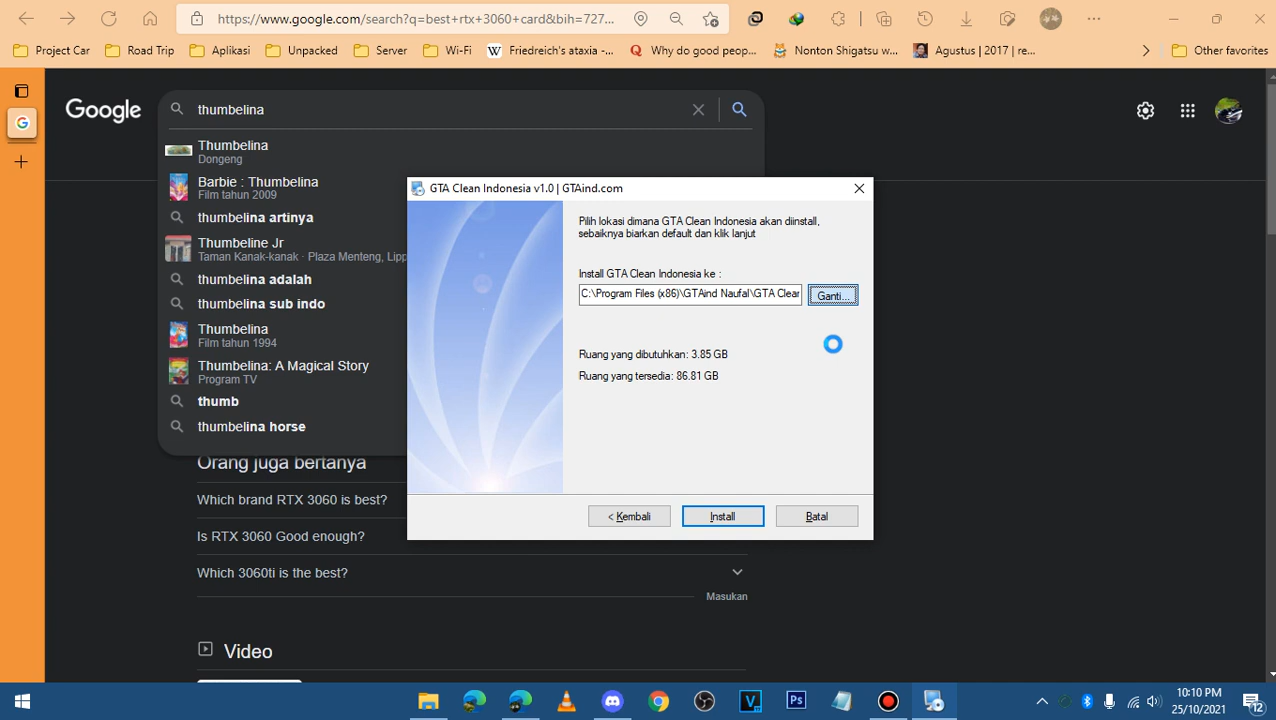 https://www.google.com/search?q=best+rtx+3060+card&bih=727...
Project Car
Road Trip
Aplikasi
Unpacked
Server
Wi-Fi
W Friedreich's ataxia -...
Q Why do good peop...
Nonton Shigatsu w...
Agustus | 2017 | re...
Other favorites
Google
thumbelina
Thumbelina
Dongeng
Barbie : Thumbelina
Film tahun 2009
thumbelina artinya
Thumbeline Jr
Taman Kanak-kanak · Plaza Menteng, Lipp
thumbelina adalah
thumbelina sub indo
Thumbelina
Film tahun 1994
Thumbelina: A Magical Story
Program TV
thumb
thumbelina horse
Orang juga bertanya
Which brand RTX 3060 is best?
Is RTX 3060 Good enough?
Which 3060ti is the best?
Masukan
Video
GTA Clean Indonesia v1.0 | GTAind.com
Pilih lokasi dimana GTA Clean Indonesia akan diinstall,
sebaiknya biarkan default dan klik lanjut
Install GTA Clean Indonesia ke :
C:\Program Files (x86)\GTAind Naufal\GTA Clear
Ganti...
Ruang yang dibutuhkan: 3.85 GB
Ruang yang tersedia: 86.81 GB
< Kembali
Install
Batal
V
Ps
10:10 PM
25/10/2021
12